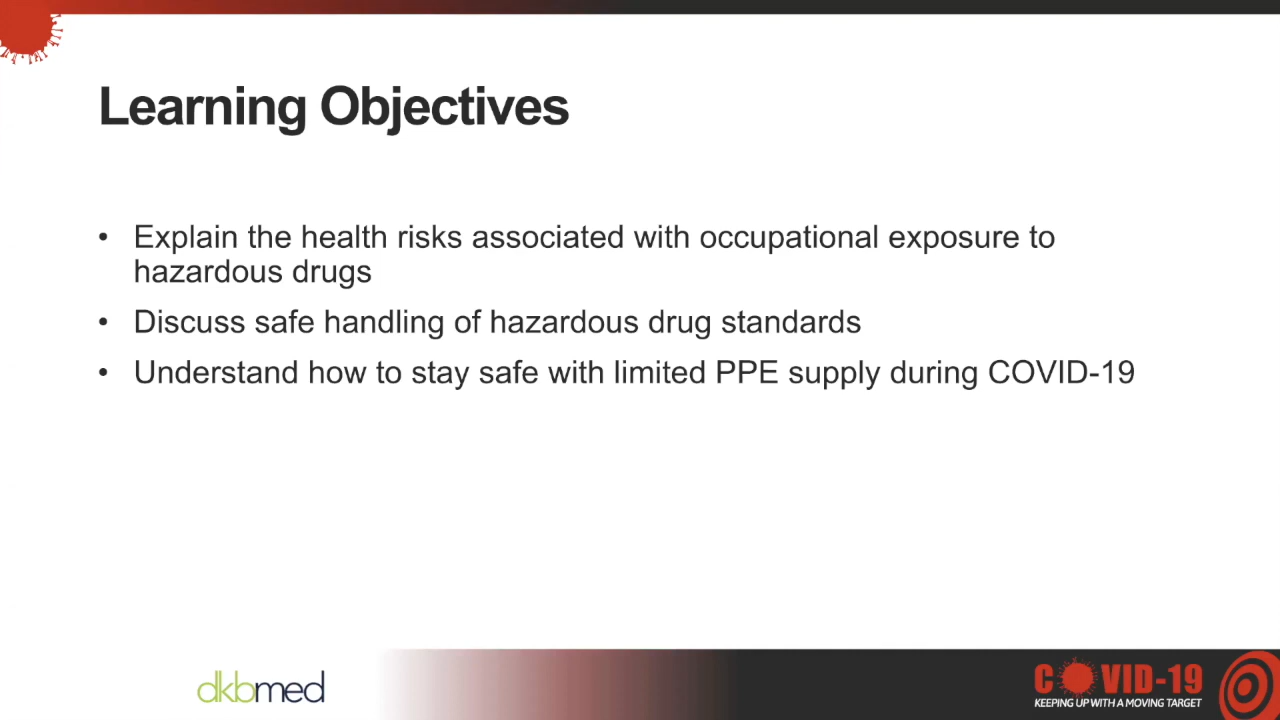 Learning Objectives
• Explain the health risks associated with occupational exposure to
hazardous drugs
• Discuss safe handling of hazardous drug standards
• Understand how to stay safe with limited PPE supply during COVID-19
dkbmed
COVID-19
KEEPING UP WITH A MOVING TARGET